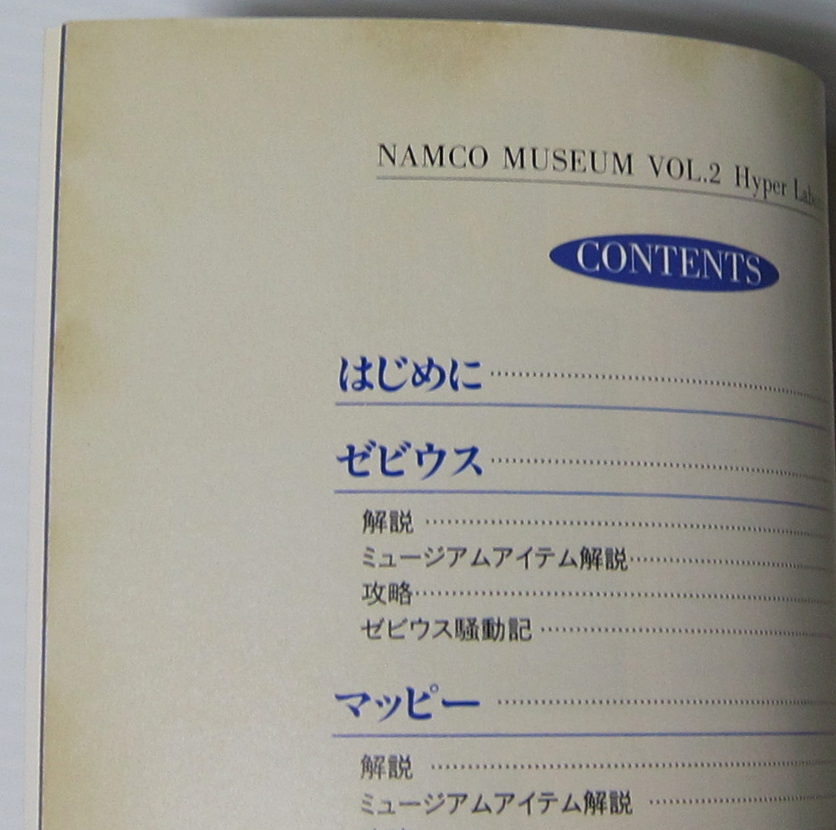 NAMCO MUSEUM VOL.2 Hyper
CONTENTS
はじめに
ゼビウス
解説
ミュージアムアイテム解説
攻略
ゼビウス騒動記
マッピー
解説
ミュージアムアイテム解説